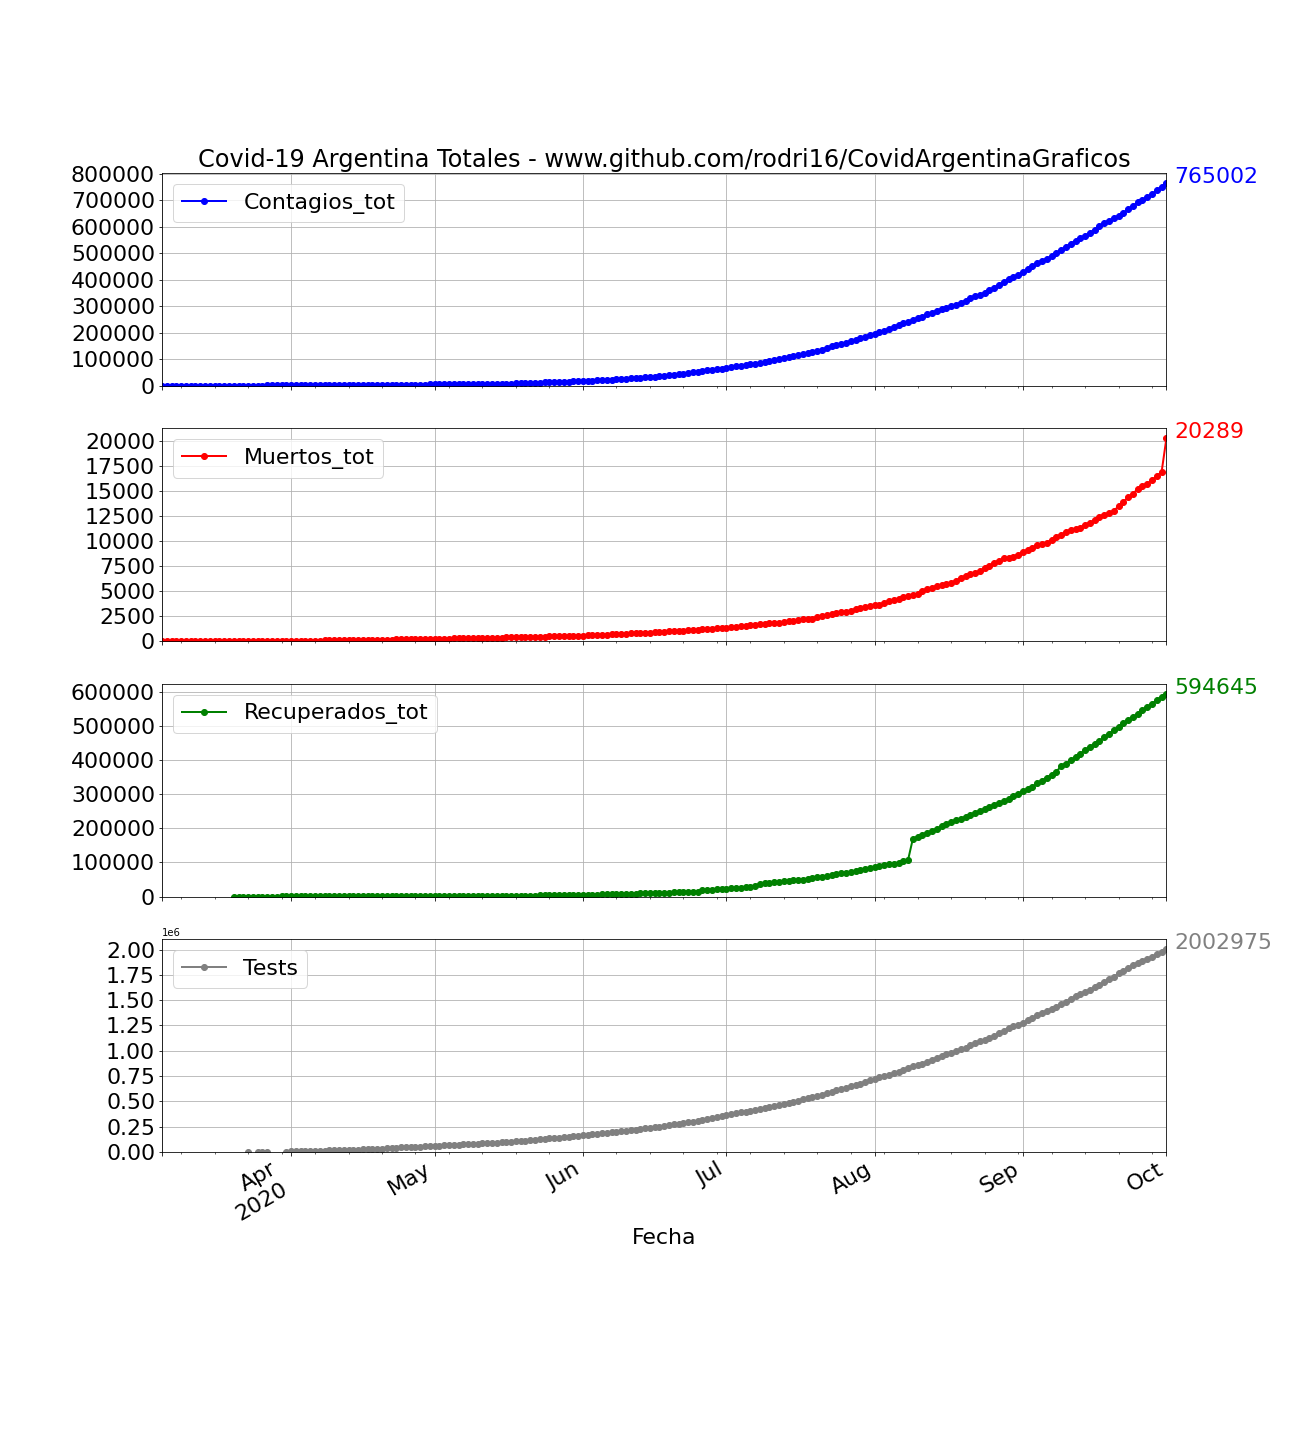 Covid-19 Argentina Totales - www.github.com/rodri16/CovidArgentinaGraficos
800000
700000
600000
500000
400000
300000
200000
100000
0
Contagios_tot
765002
20000
17500
15000
12500
10000
7500
5000
2500
0
Muertos_tot
20289
600000
500000
400000
300000
200000
100000
0
Recuperados_tot
594645
1e6
2.00
1.75
1.50
1.25
1.00
0.75
0.50
0.25
0.00
Tests
2002975
Apr
2020
May
Jun
Jul
Aug
Sep
Oct
Fecha